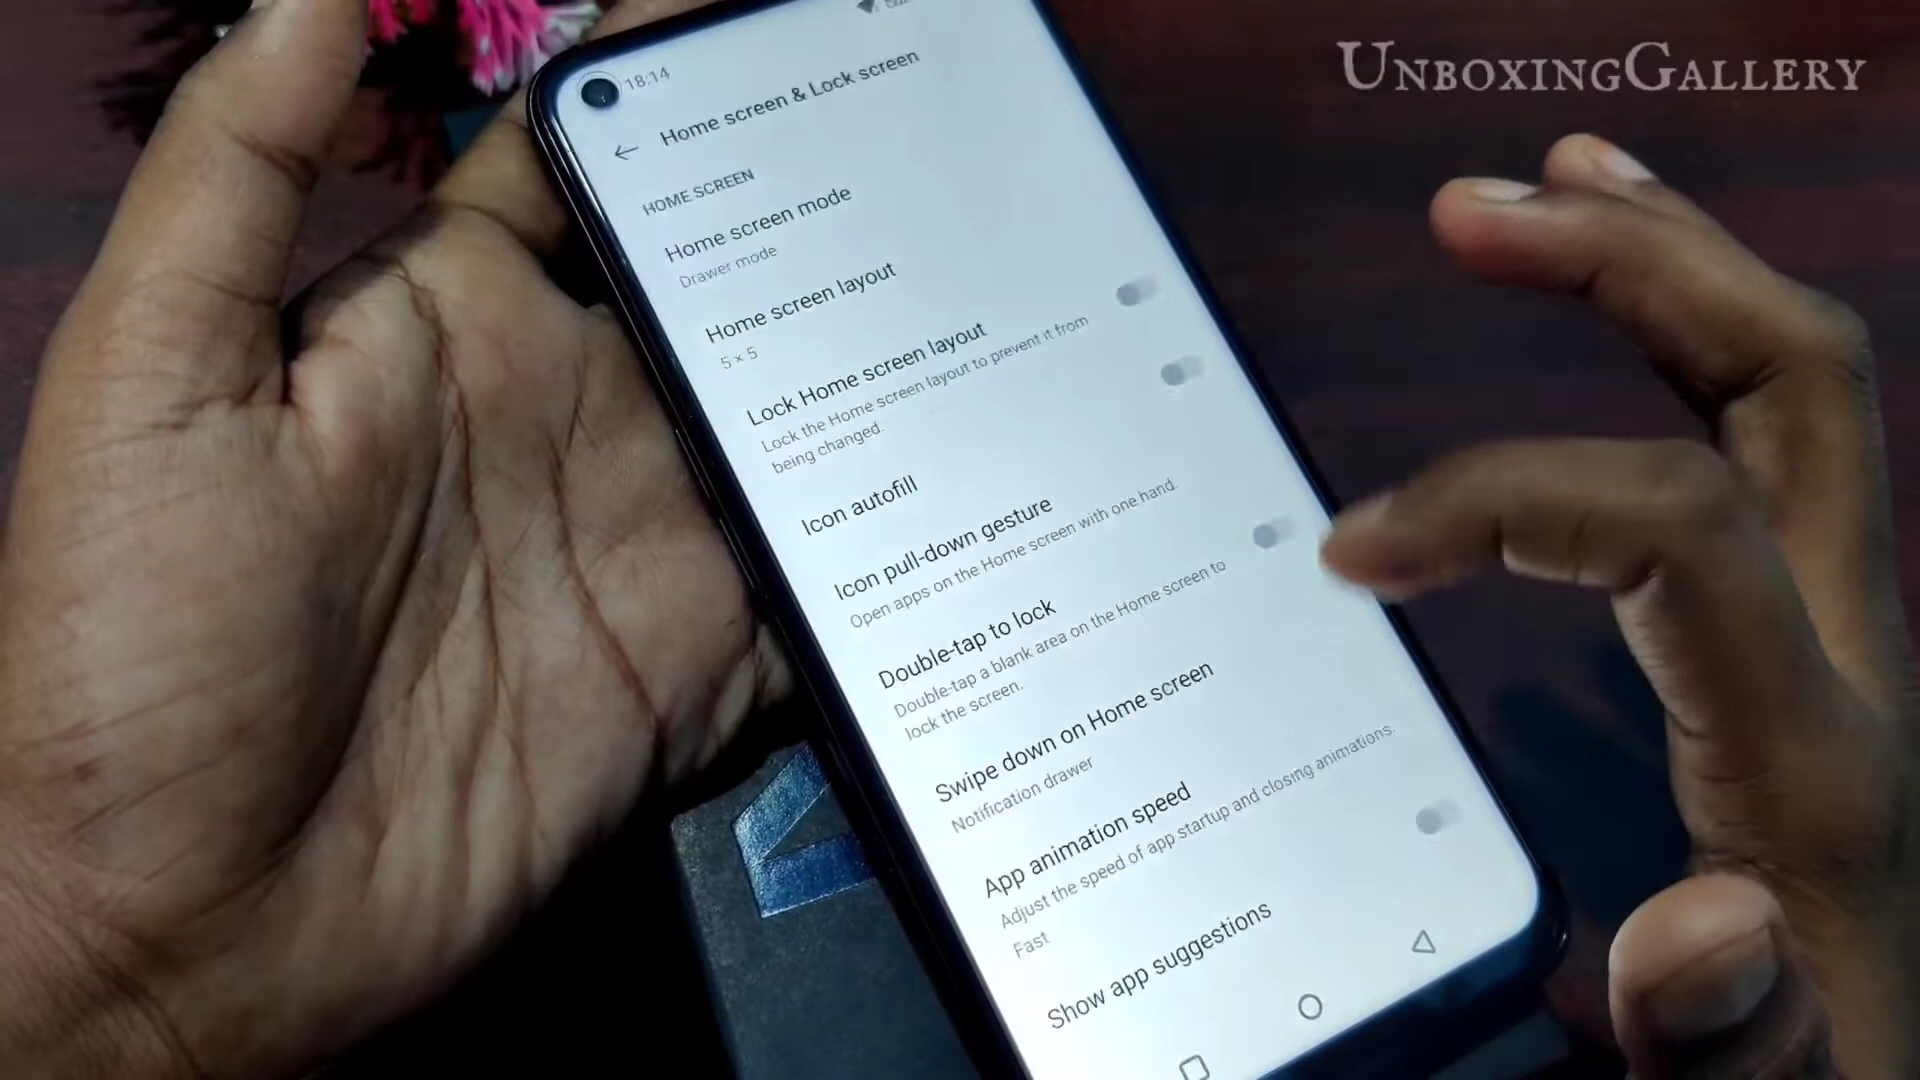 UnboxingGallery
18:14
Home screen & Lock screen
HOME SCREEN
Home screen mode
Drawer mode
Home screen layout
5 × 5
Lock Home screen layout
Lock the Home screen layout to prevent it from
being changed.
Icon autofill
Icon pull-down gesture
Open apps on the Home screen with one hand.
Double-tap to lock
Double-tap a blank area on the Home screen to
lock the screen.
Swipe down on Home screen
Notification drawer
App animation speed
Adjust the speed of app startup and closing animations.
Fast
Show app suggestions